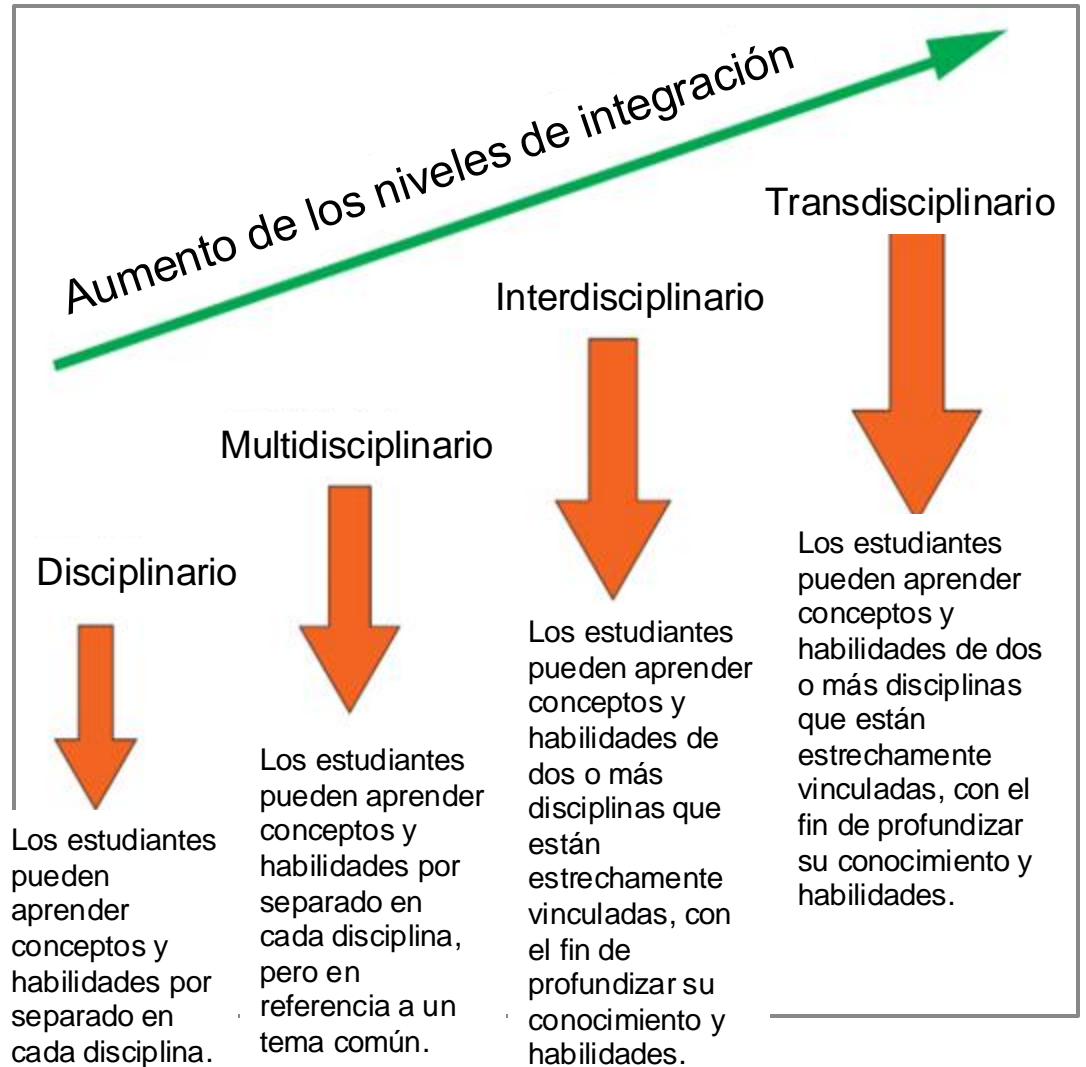 Aumento de los niveles de integración
Transdisciplinario
Interdisciplinario
Multidisciplinario
Disciplinario
Los estudiantes
pueden
aprender
conceptos y
habilidades por
separado en
cada disciplina.
Los estudiantes
pueden aprender
conceptos y
habilidades por
separado en
cada disciplina,
pero en
referencia a un
tema común.
Los estudiantes
pueden aprender
conceptos y
habilidades de
dos o más
disciplinas que
están
estrechamente
vinculadas, con
el fin de
profundizar su
conocimiento y
habilidades.
Los estudiantes
pueden aprender
conceptos y
habilidades de dos
o más disciplinas
que están
estrechamente
vinculadas, con el
fin de profundizar
su conocimiento y
habilidades.